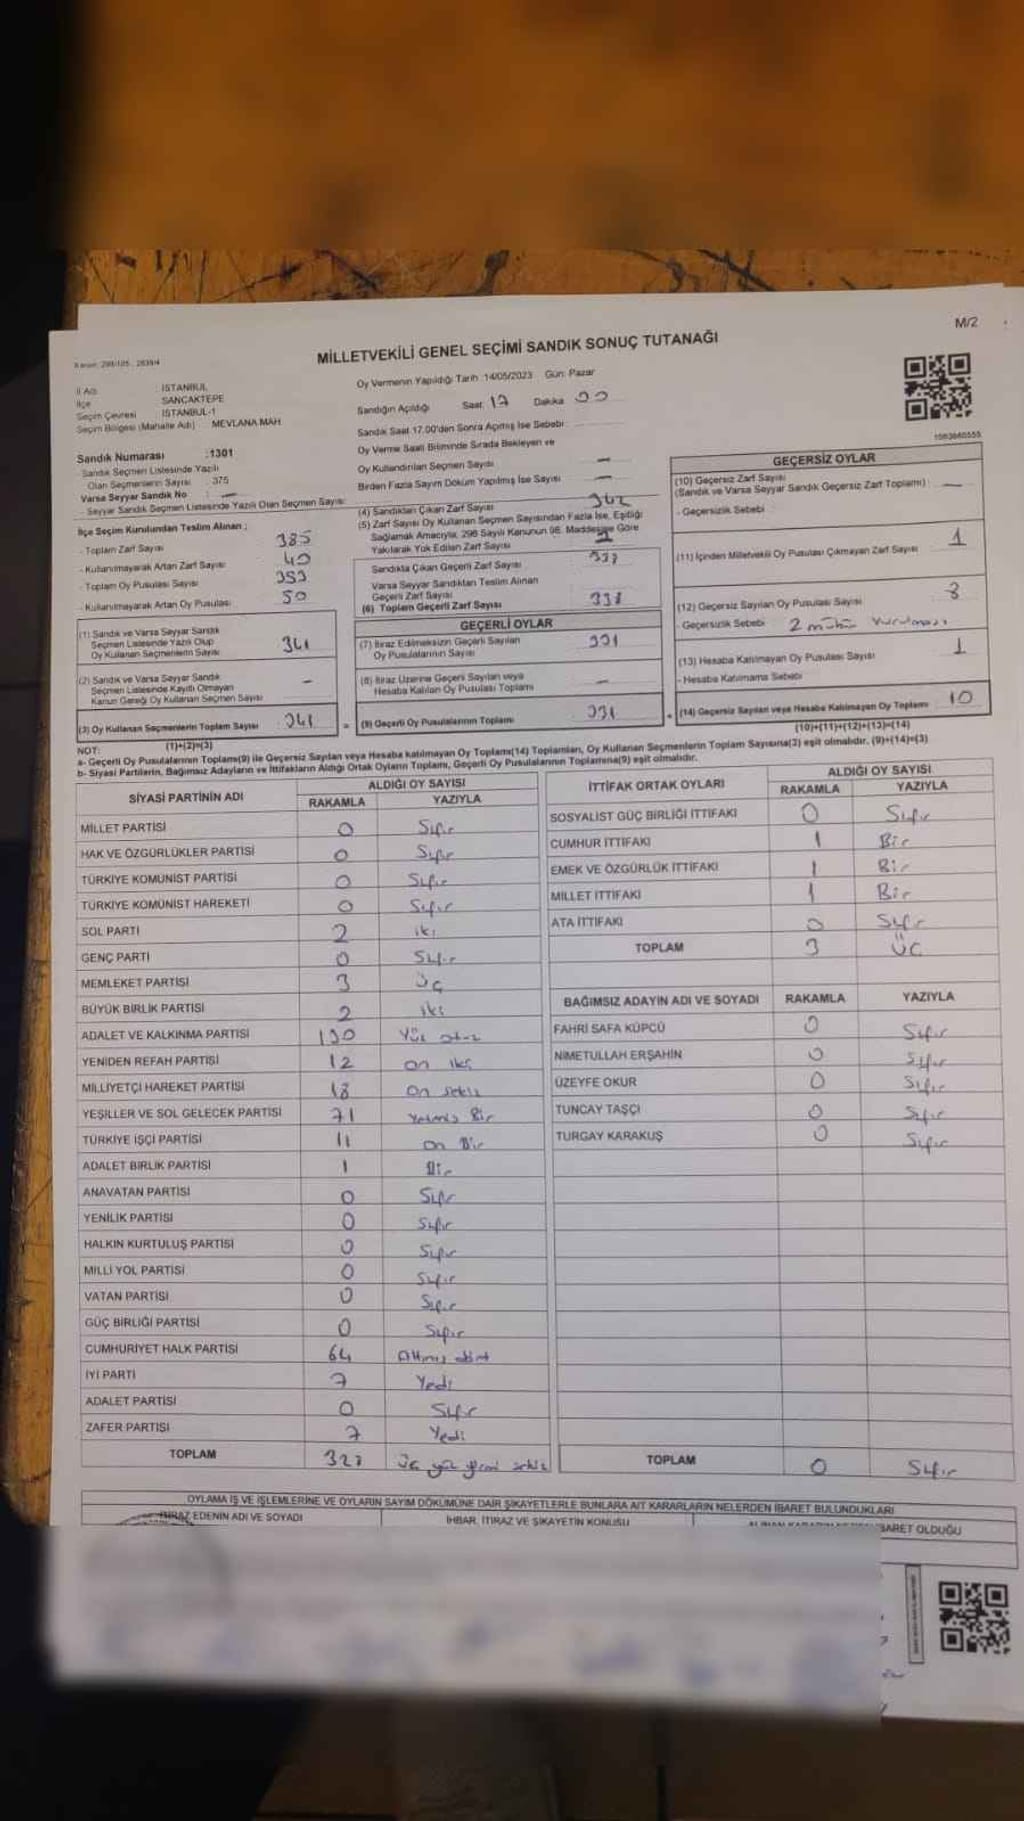 M/2
MİLLETVEKİLİ GENEL SEÇİMİ SANDIK SONUÇ TUTANAĞI
İl Adı : İSTANBUL
İlçe : SANCAKTEPE
Seçim Çevresi : İSTANBUL-1
Seçim Bölgesi (Mahalle Adı) : MEVLANA MAH
Sandık Numarası : 1301
Sandık Seçmen Listesinde Yazılı
Olan Seçmenlerin Sayısı : 375
Varsa Seyyar Sandık No : —
- Seyyar Sandık Seçmen Listesinde Yazılı Olan Seçmen Sayısı:
İlçe Seçim Kurulundan Teslim Alınan ;
- Toplam Zarf Sayısı 385
- Kullanılmayarak Artan Zarf Sayısı
- Toplam Oy Pusulası Sayısı
- Kullanılmayarak Artan Oy Pusulası 50
(1) Sandık ve Varsa Seyyar Sandık
Seçmen Listesinde Yazılı Olup
Oy Kullanan Seçmenlerin Sayısı 341
(2) Sandık ve Varsa Seyyar Sandık
Seçmen Listesinde Kayıtlı Olmayan
Kanun Gereği Oy Kullanan Seçmen Sayısı -
(3) Oy Kullanan Seçmenlerin Toplam Sayısı 341
(1)+(2)=(3)
Oy Vermenin Yapıldığı Tarih :14/05/2023 Gün: Pazar
Sandığın Açıldığı Saat: 17 Dakika
Sandık Saat 17.00'den Sonra Açılmış İse Sebebi :
Oy Verme Saati Bitiminde Sırada Bekleyen ve
Oy Kullandırılan Seçmen Sayısı —
Birden Fazla Sayım Döküm Yapılmış İse Sayısı —
(4) Sandıktan Çıkan Zarf Sayısı 342
(5) Zarf Sayısı Oy Kullanan Seçmen Sayısından Fazla İse, Eşitliği
Sağlamak Amacıyla, 298 Sayılı Kanunun 98. Maddesine Göre
Yakılarak Yok Edilen Zarf Sayısı
Sandıkta Çıkan Geçerli Zarf Sayısı
Varsa Seyyar Sandıktan Teslim Alınan
Geçerli Zarf Sayısı
(6) Toplam Geçerli Zarf Sayısı
GEÇERLİ OYLAR
(7) İtiraz Edilmeksizin Geçerli Sayılan
Oy Pusulalarının Sayısı 331
(8) İtiraz Üzerine Geçerli Sayılan veya
Hesaba Katılan Oy Pusulası Toplamı —
(9) Geçerli Oy Pusulalarının Toplamı 331
GEÇERSİZ OYLAR
(10) Geçersiz Zarf Sayısı
(Sandık ve Varsa Seyyar Sandık Geçersiz Zarf Toplamı) : —
- Geçersizlik Sebebi :
(11) İçinden Milletvekili Oy Pusulası Çıkmayan Zarf Sayısı 1
(12) Geçersiz Sayılan Oy Pusulası Sayısı 8
- Geçersizlik Sebebi : 2 mühür
(13) Hesaba Katılmayan Oy Pusulası Sayısı 1
- Hesaba Katılmama Sebebi
(14) Geçersiz Sayılan veya Hesaba Katılmayan Oy Toplamı 10
(10)+(11)+(12)+(13)=(14)
NOT:
a- Geçerli Oy Pusulalarının Toplamı(9) ile Geçersiz Sayılan veya Hesaba katılmayan Oy Toplamı(14) Toplamları, Oy Kullanan Seçmenlerin Toplam Sayısına(3) eşit olmalıdır. (9)+(14)=(3)
b- Siyasi Partilerin, Bağımsız Adayların ve İttifakların Aldığı Ortak Oyların Toplamı, Geçerli Oy Pusulalarının Toplamına(9) eşit olmalıdır.
SİYASİ PARTİNİN ADI ALDIĞI OY SAYISI
RAKAMLA YAZIYLA
MİLLET PARTİSİ 0 Sıfır
HAK VE ÖZGÜRLÜKLER PARTİSİ 0 Sıfır
TÜRKİYE KOMÜNİST PARTİSİ 0 Sıfır
TÜRKİYE KOMÜNİST HAREKETİ 0 Sıfır
SOL PARTİ 2 iki
GENÇ PARTİ 0 Sıfır
MEMLEKET PARTİSİ 3 üç
BÜYÜK BİRLİK PARTİSİ 2 iki
ADALET VE KALKINMA PARTİSİ 130 Yüz otuz
YENİDEN REFAH PARTİSİ 12 on iki
MİLLİYETÇİ HAREKET PARTİSİ 18 On sekiz
YEŞİLLER VE SOL GELECEK PARTİSİ 71 Yetmiş Bir
TÜRKİYE İŞÇİ PARTİSİ 11 on Bir
ADALET BİRLİK PARTİSİ 1 Bir
ANAVATAN PARTİSİ 0 Sıfır
YENİLİK PARTİSİ 0 Sıfır
HALKIN KURTULUŞ PARTİSİ 0 Sıfır
MİLLİ YOL PARTİSİ 0 Sıfır
VATAN PARTİSİ 0 Sıfır
GÜÇ BİRLİĞİ PARTİSİ 0 Sıfır
CUMHURİYET HALK PARTİSİ 64 Altmış dört
İYİ PARTİ 7 Yedi
ADALET PARTİSİ 0 Sıfır
ZAFER PARTİSİ 7 Yedi
TOPLAM 328 üç yüz yirmi sekiz
İTTİFAK ORTAK OYLARI ALDIĞI OY SAYISI
RAKAMLA YAZIYLA
SOSYALİST GÜÇ BİRLİĞİ İTTİFAKI 0 Sıfır
CUMHUR İTTİFAKI 1 Bir
EMEK VE ÖZGÜRLÜK İTTİFAKI 1 Bir
MİLLET İTTİFAKI 1 Bir
ATA İTTİFAKI 0 Sıfır
TOPLAM 3 üç
BAĞIMSIZ ADAYIN ADI VE SOYADI RAKAMLA YAZIYLA
FAHRİ SAFA KÜPCÜ 0 Sıfır
NİMETULLAH ERŞAHİN 0 Sıfır
ÜZEYFE OKUR 0 Sıfır
TUNCAY TAŞÇI 0 Sıfır
TURGAY KARAKUŞ 0 Sıfır
TOPLAM 0 Sıfır
OYLAMA İŞ VE İŞLEMLERİNE VE OYLARIN SAYIM DÖKÜMÜNE DAİR ŞİKAYETLERLE BUNLARA AİT KARARLARIN NELERDEN İBARET BULUNDUKLARI
İTİRAZ EDENİN ADI VE SOYADI İHBAR, İTİRAZ VE ŞİKAYETİN KONUSU